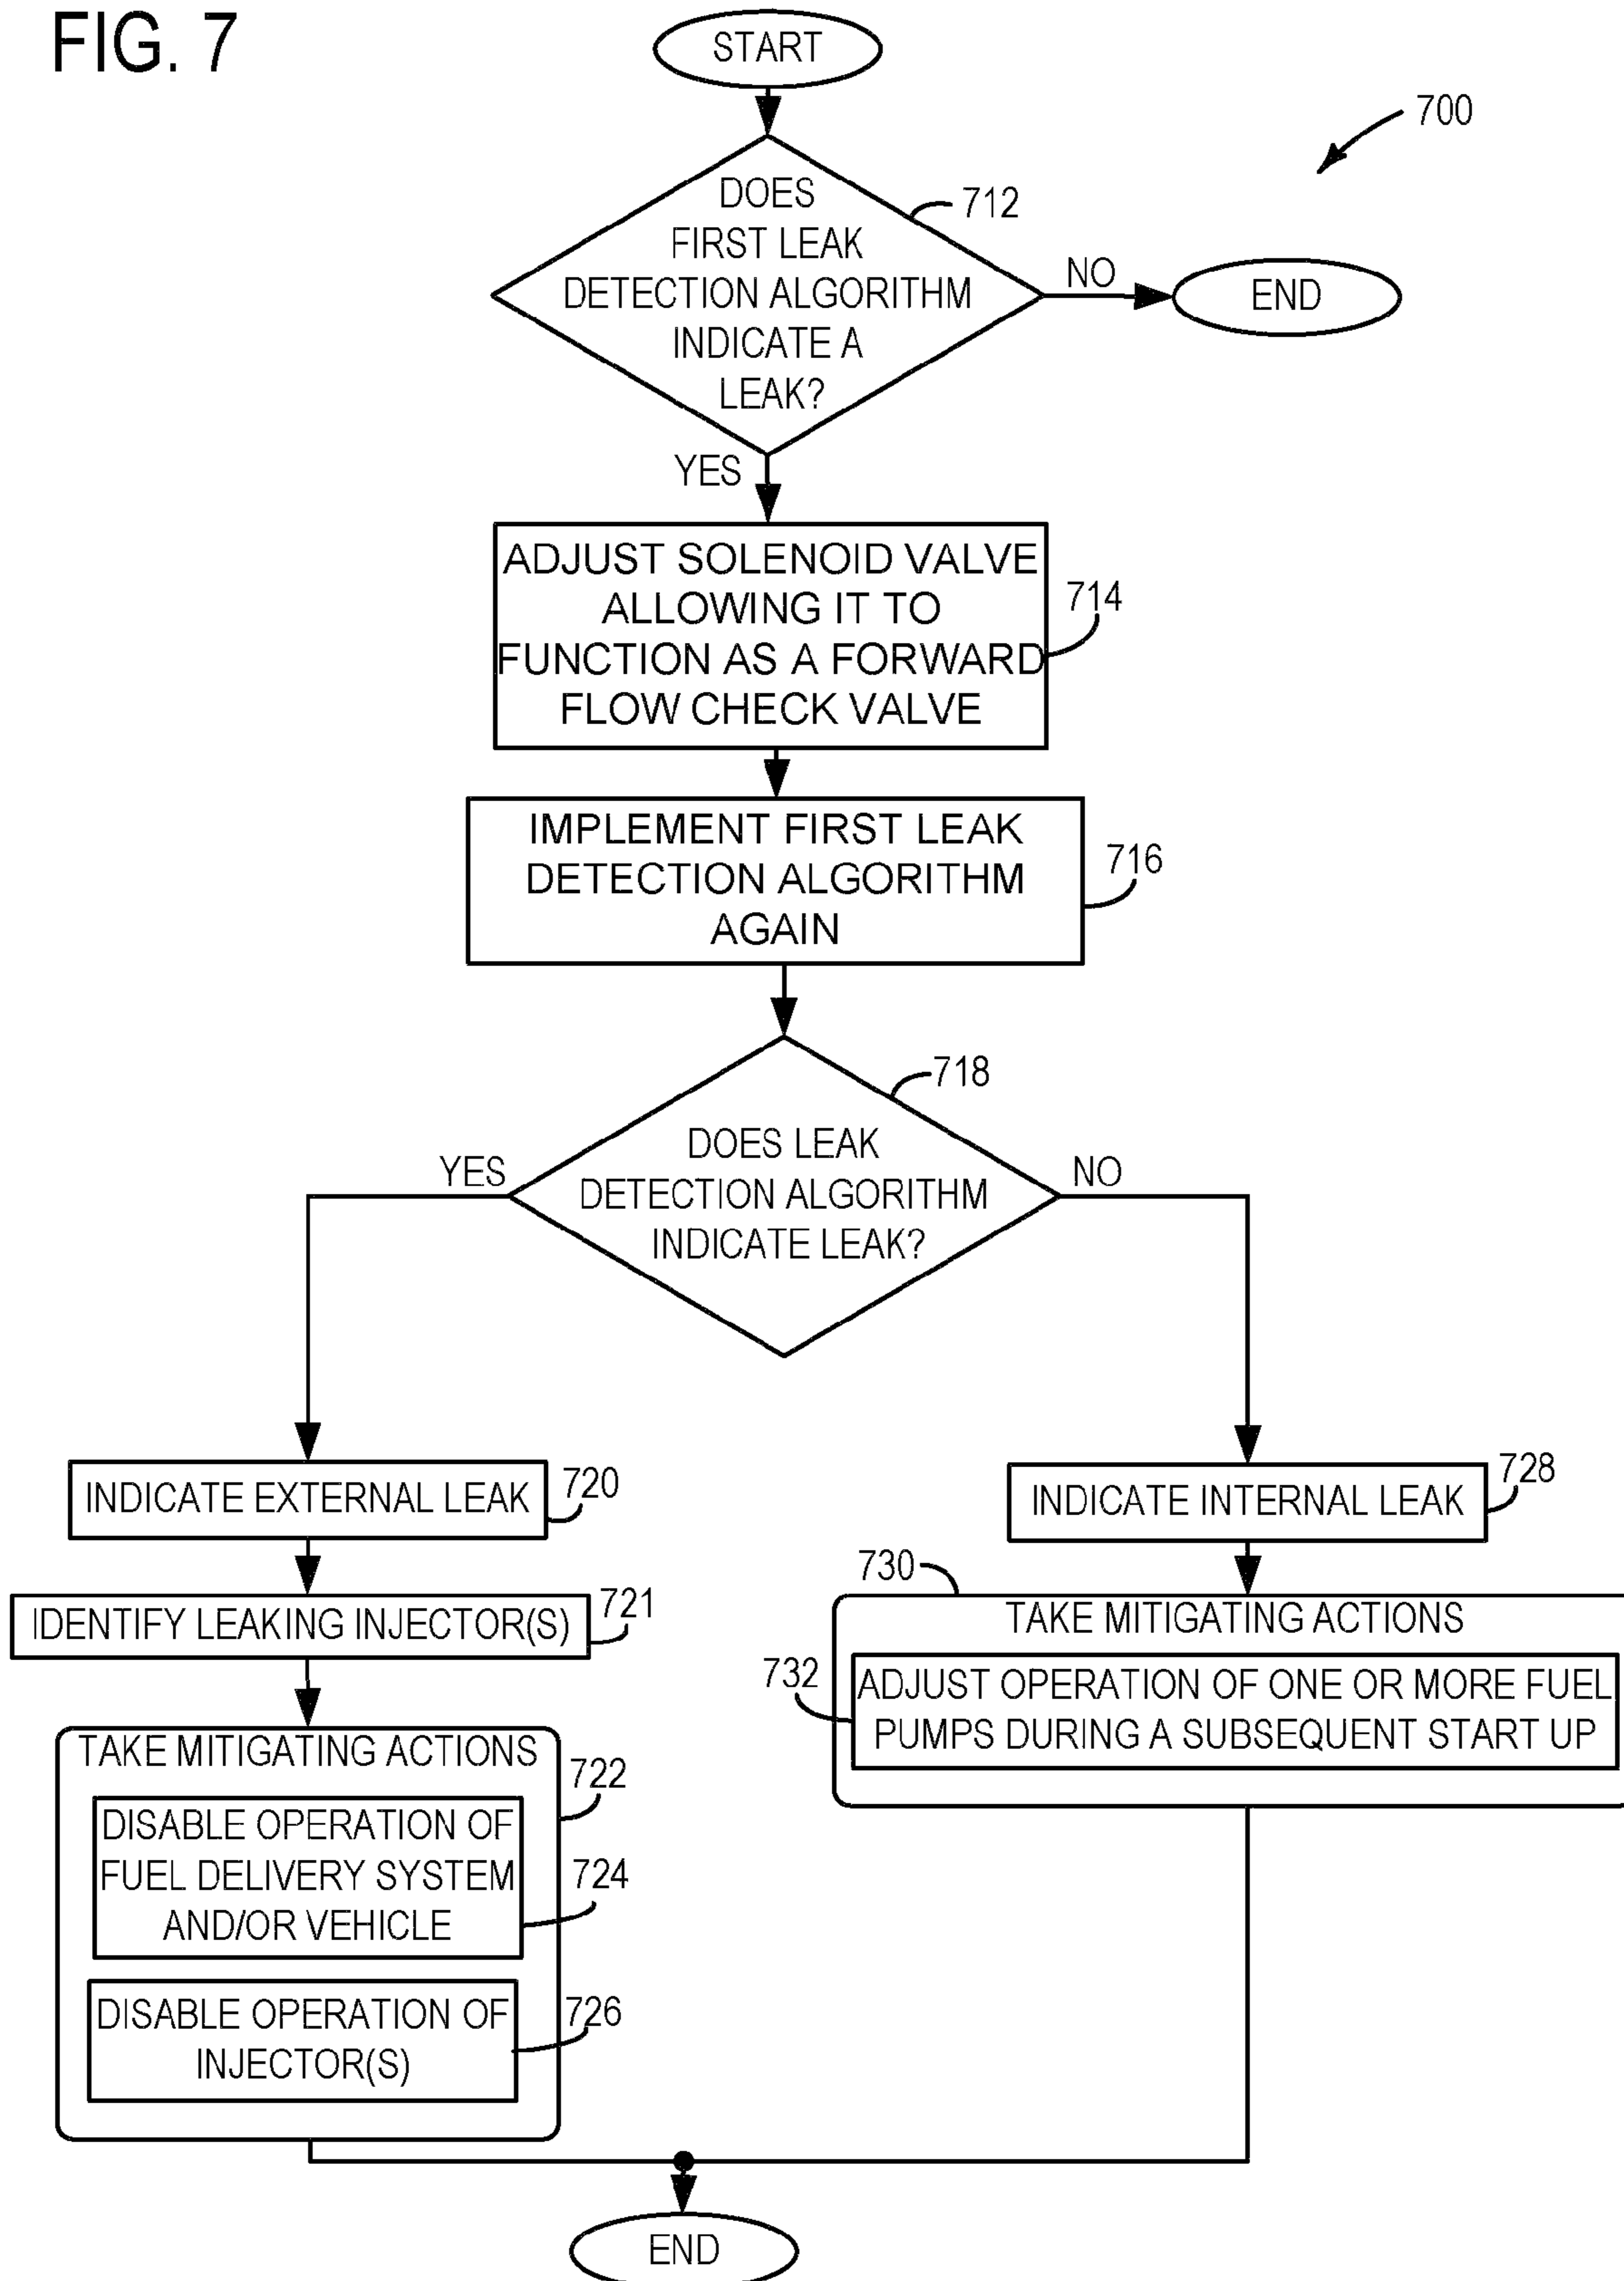 FIG. 7
START
700
DOES
FIRST LEAK
DETECTION ALGORITHM
INDICATE A
LEAK?
712
NO
END
YES
ADJUST SOLENOID VALVE
ALLOWING IT TO
FUNCTION AS A FORWARD
FLOW CHECK VALVE
714
IMPLEMENT FIRST LEAK
DETECTION ALGORITHM
AGAIN
716
718
DOES LEAK
DETECTION ALGORITHM
INDICATE LEAK?
YES
NO
INDICATE EXTERNAL LEAK
720
IDENTIFY LEAKING INJECTOR(S)
721
TAKE MITIGATING ACTIONS
722
DISABLE OPERATION OF
FUEL DELIVERY SYSTEM
AND/OR VEHICLE
724
DISABLE OPERATION OF
INJECTOR(S)
726
INDICATE INTERNAL LEAK
728
730
TAKE MITIGATING ACTIONS
732
ADJUST OPERATION OF ONE OR MORE FUEL
PUMPS DURING A SUBSEQUENT START UP
END